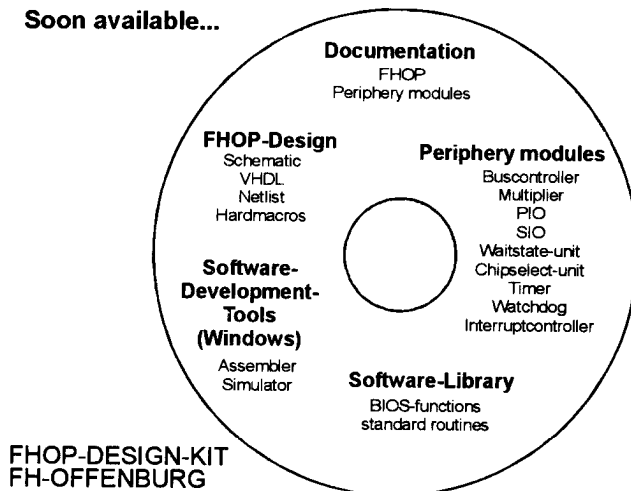 Soon available...
Documentation
FHOP
Periphery modules
FHOP-Design
Schematic
VHDL
Netlist
Hardmacros
Periphery modules
Buscontroller
Multiplier
PIO
SIO
Waitstate-unit
Chipselect-unit
Timer
Watchdog
Interruptcontroller
Software-
Development-
Tools
(Windows)
Assembler
Simulator
Software-Library
BIOS-functions
standard routines
FHOP-DESIGN-KIT
FH-OFFENBURG